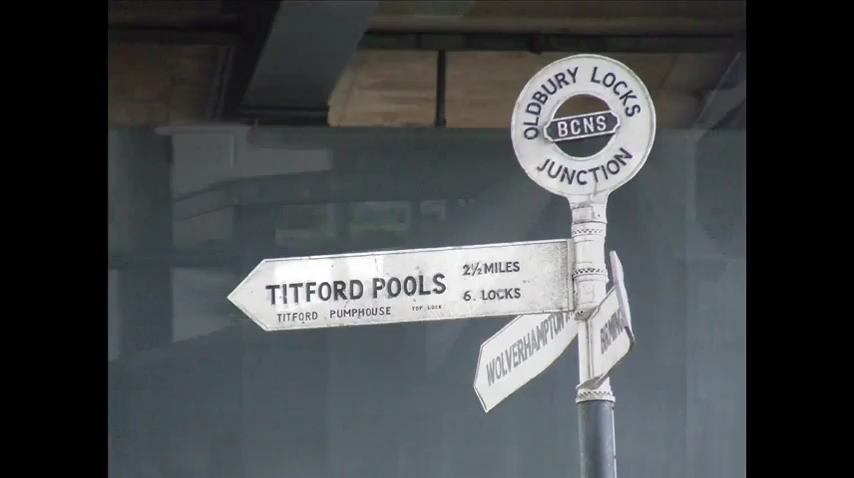 OLDBURY LOCKS
BCNS
JUNCTION
TITFORD POOLS
2½ MILES
6. LOCKS
TITFORD PUMPHOUSE TOP LOCK
WOLVERHAMPTON